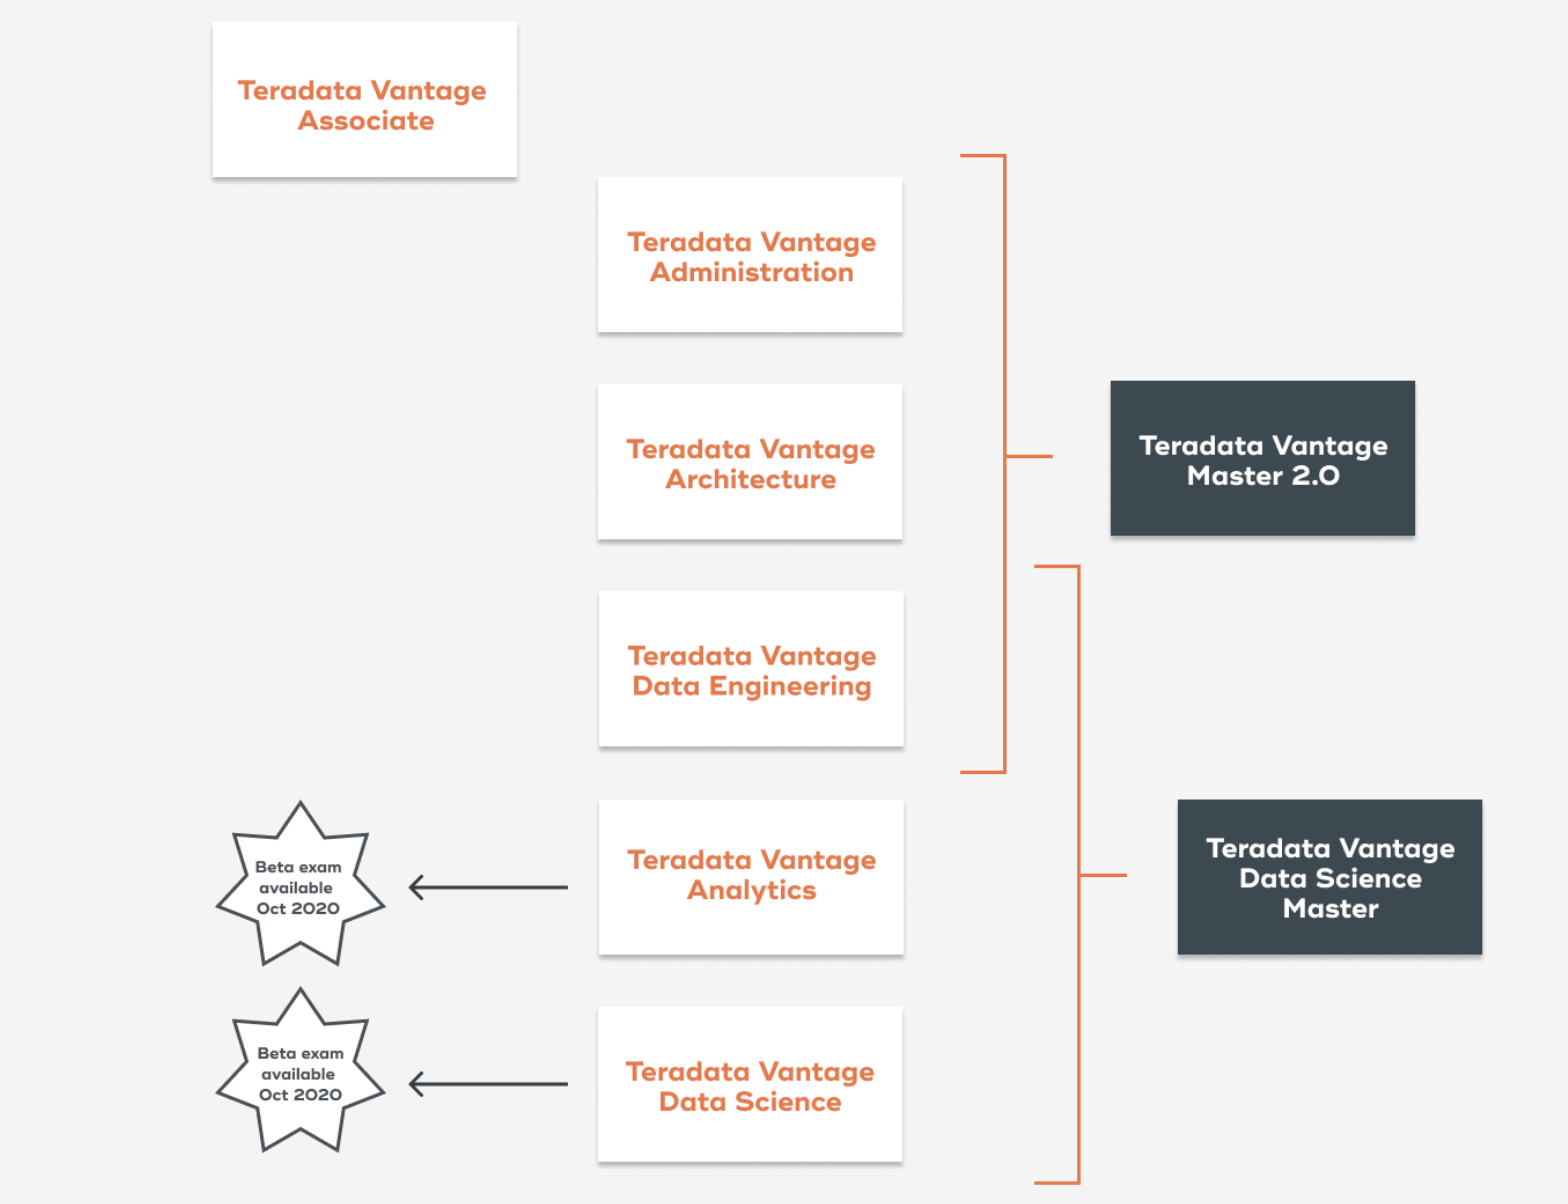 Teradata Vantage
Associate
Teradata Vantage
Administration
Teradata Vantage
Architecture
Teradata Vantage
Master 2.0
Teradata Vantage
Data Engineering
Beta exam
available
Oct 2020
Teradata Vantage
Analytics
Teradata Vantage
Data Science
Master
Beta exam
available
Oct 2020
Teradata Vantage
Data Science